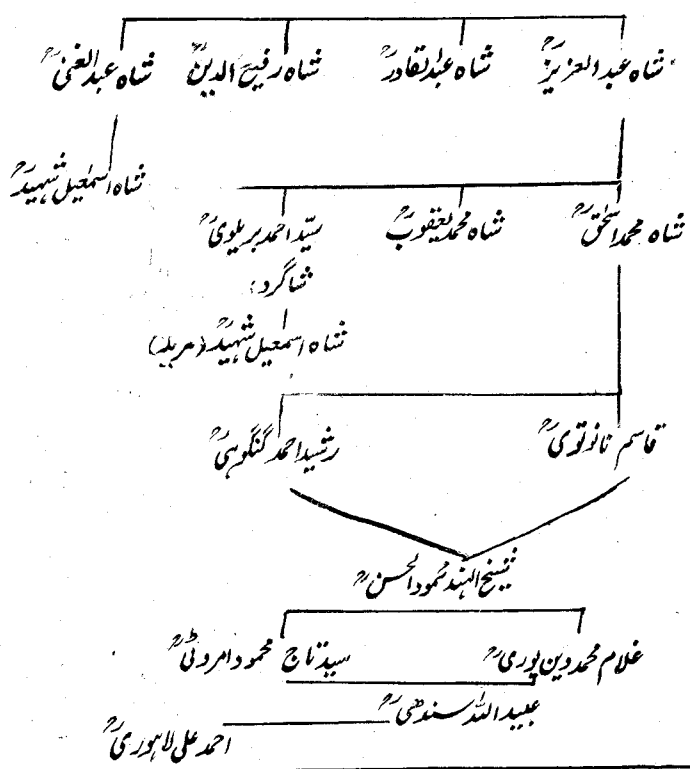 شاہ عبدالعزیزؒ شاہ عبدالقادرؒ شاہ رفیع الدینؒ شاہ عبدالغنیؒ
شاہ اسمٰعیل شہیدؒ
شاہ محمد اسحٰقؒ شاہ محمد یعقوبؒ سیّد احمد بریلویؒ
شاگرد؛
شاہ اسمٰعیل شہیدؒ (مرید)
قاسم نانوتویؒ رشید احمد گنگوہیؒ
شیخ الہند محمود الحسنؒ
غلام محمد دین پوریؒ سید تاج محمود امروٹیؒ
عبید اللہ سندھیؒ
احمد علی لاہوریؒ